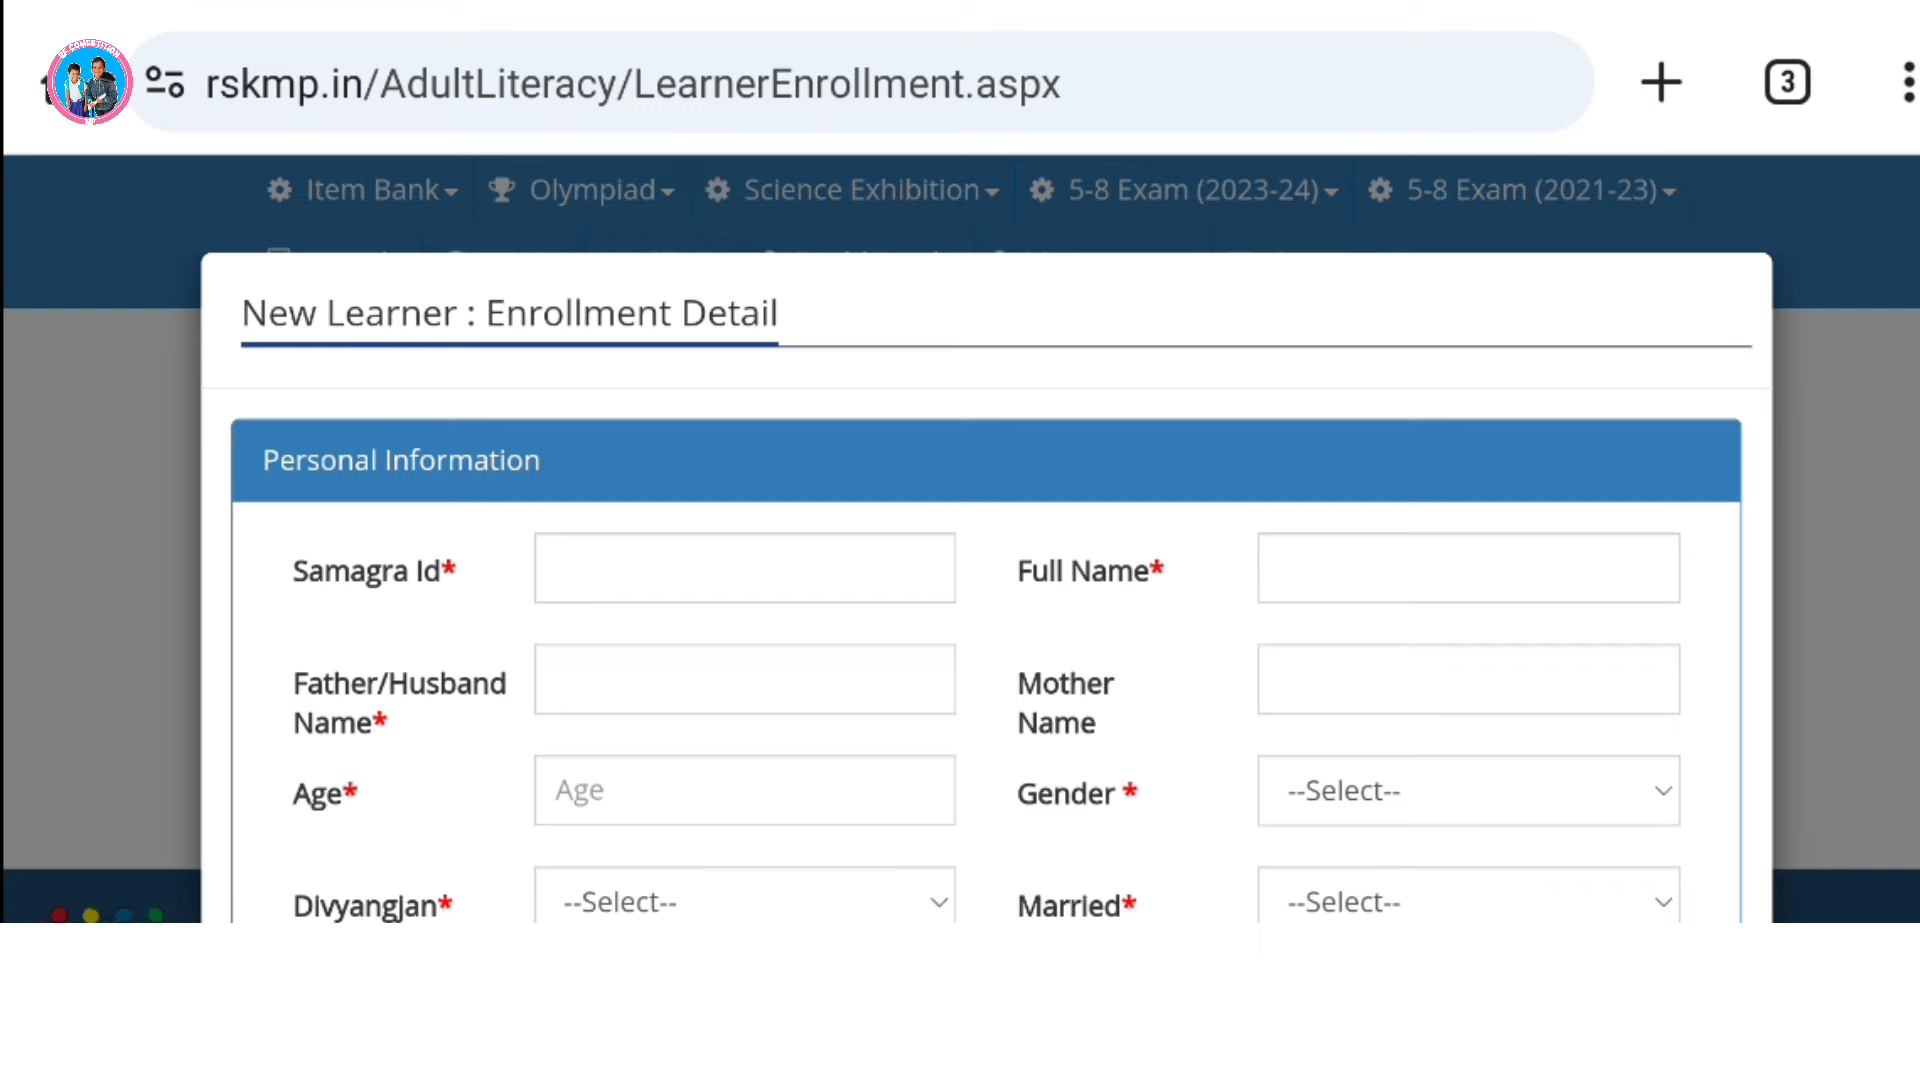 rskmp.in/AdultLiteracy/LearnerEnrollment.aspx
3
Item Bank Olympiad Science Exhibition 5-8 Exam (2023-24) 5-8 Exam (2021-23)
New Learner : Enrollment Detail
Personal Information
Samagra Id* Full Name*
Father/Husband Name* Mother Name
Age* Age Gender * --Select--
Divyangjan* --Select-- Married* --Select--